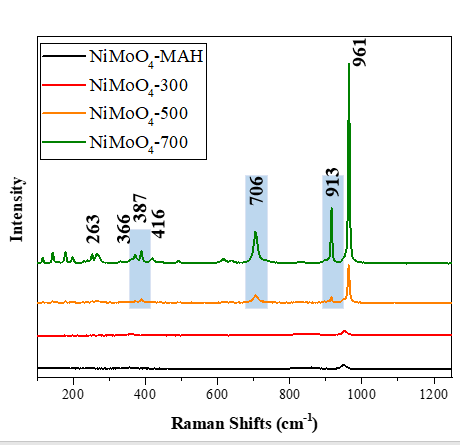 NiMoO₄-MAH
NiMoO₄-300
NiMoO₄-500
NiMoO₄-700
961
913
706
416
387
366
263
Intensity
200 400 600 800 1000 1200
Raman Shifts (cm⁻¹)